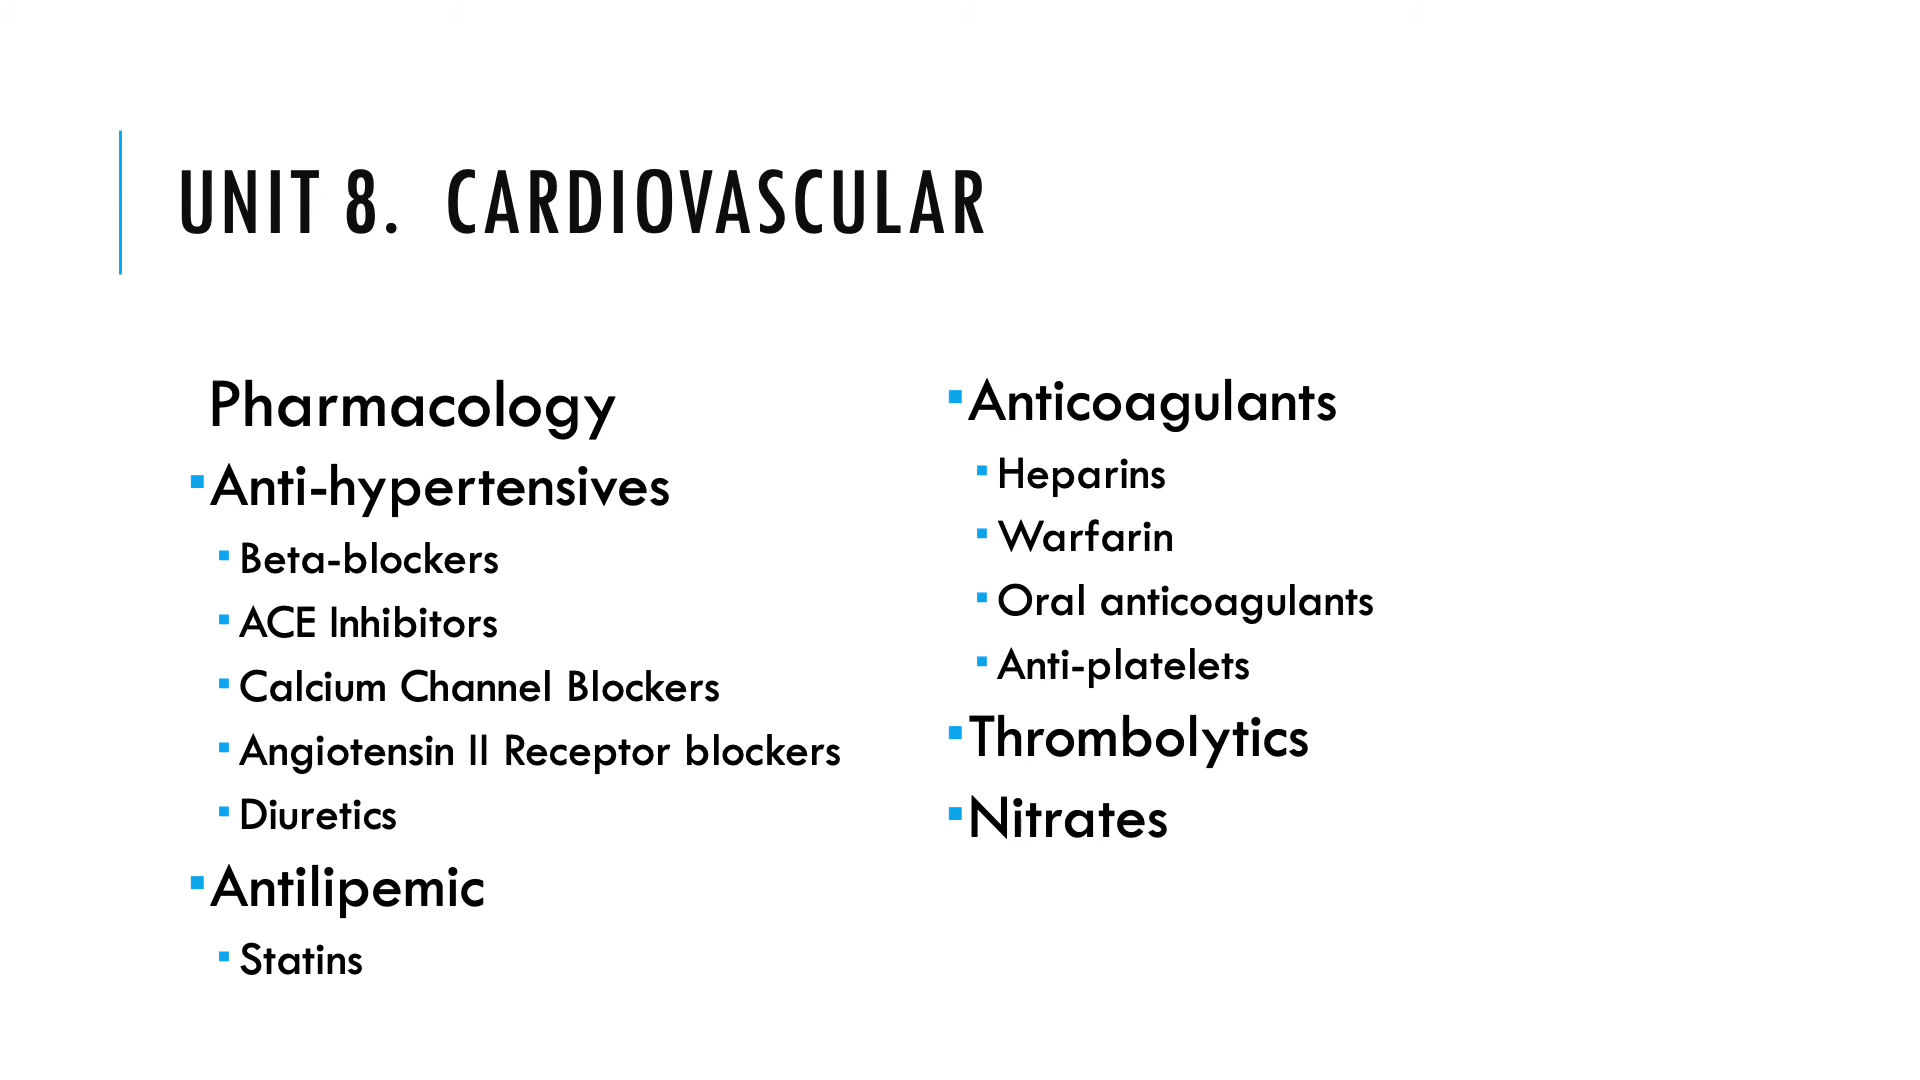 UNIT 8. CARDIOVASCULAR
Pharmacology
▪Anti-hypertensives
▪Beta-blockers
▪ACE Inhibitors
▪Calcium Channel Blockers
▪Angiotensin II Receptor blockers
▪Diuretics
▪Antilipemic
▪Statins
▪Anticoagulants
▪Heparins
▪Warfarin
▪Oral anticoagulants
▪Anti-platelets
▪Thrombolytics
▪Nitrates